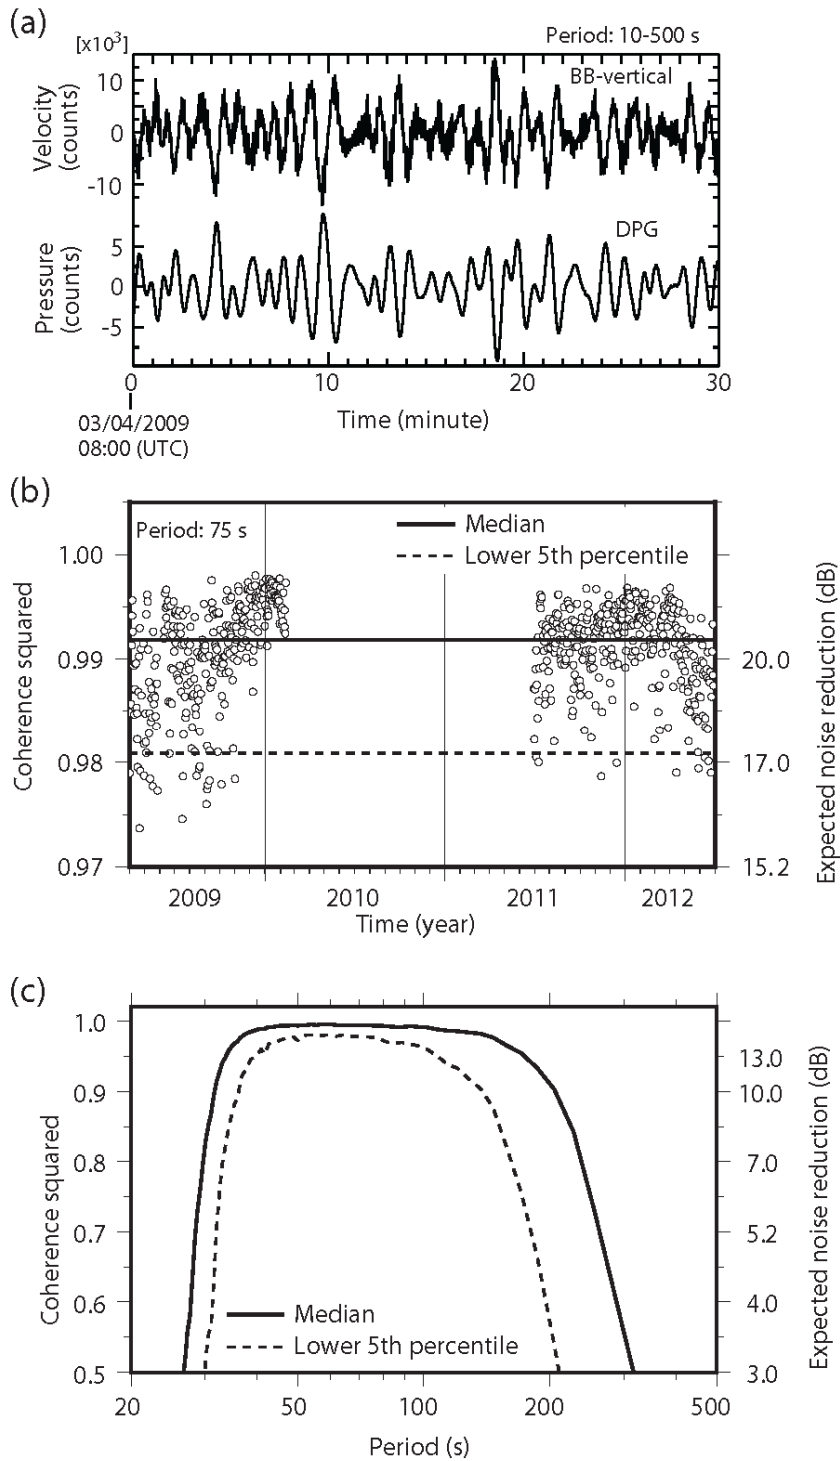 (a)
[x10³]
Period: 10-500 s
BB-vertical
Velocity
(counts)
10
0
-10
DPG
Pressure
(counts)
5
0
-5
0
10
20
30
Time (minute)
03/04/2009
08:00 (UTC)
(b)
Period: 75 s
Median
Lower 5th percentile
Coherence squared
1.00
0.99
0.98
0.97
20.0
17.0
15.2
Expected noise reduction (dB)
2009
2010
2011
2012
Time (year)
(c)
Coherence squared
1.0
0.9
0.8
0.7
0.6
0.5
13.0
10.0
7.0
5.2
4.0
3.0
Expected noise reduction (dB)
Median
Lower 5th percentile
20
50
100
200
500
Period (s)